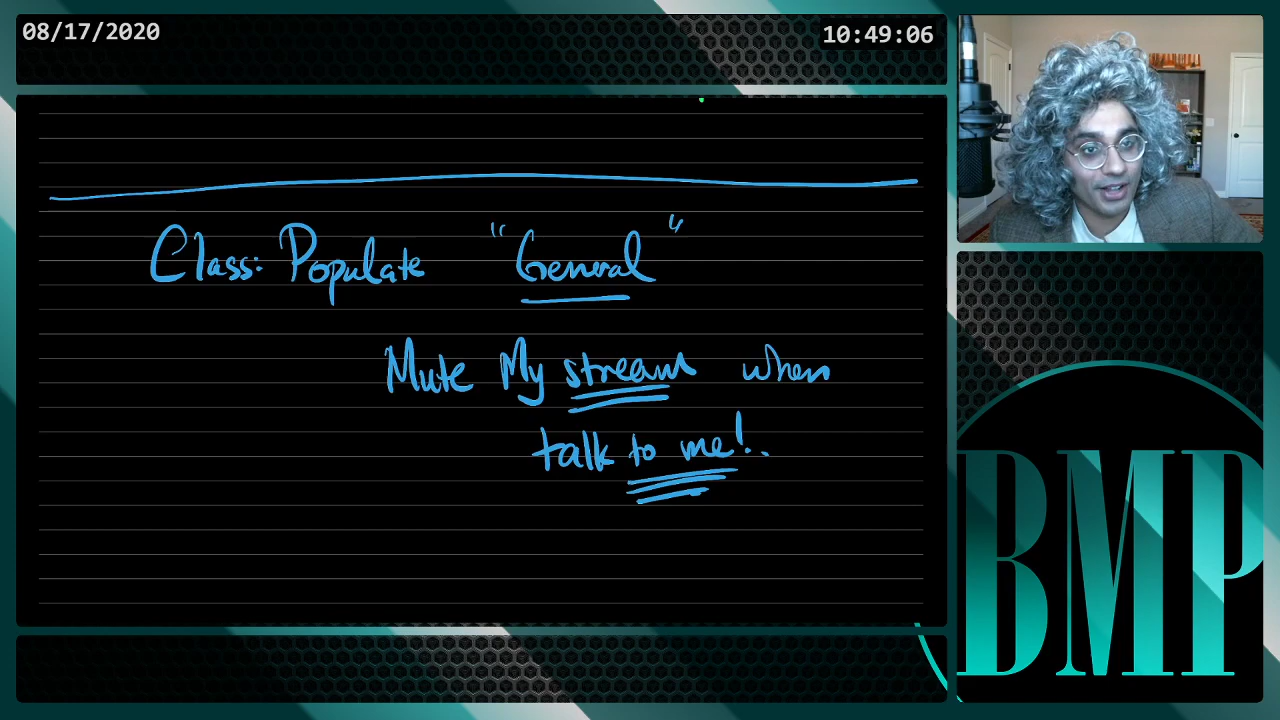 08/17/2020
10:49:06
Class: Populate "General"
Mute My stream when
talk to me!.
BMP